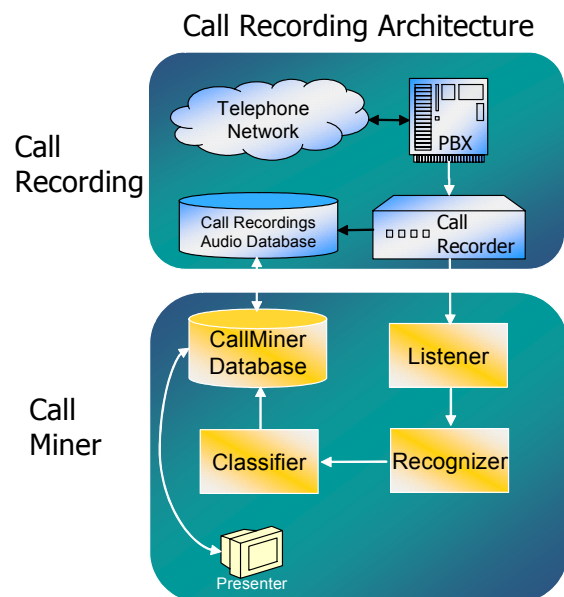 Call Recording Architecture
Telephone
Network
PBX
Call
Recording
Call Recordings
Audio Database
Call
Recorder
CallMiner
Database
Listener
Call
Miner
Classifier
Recognizer
Presenter